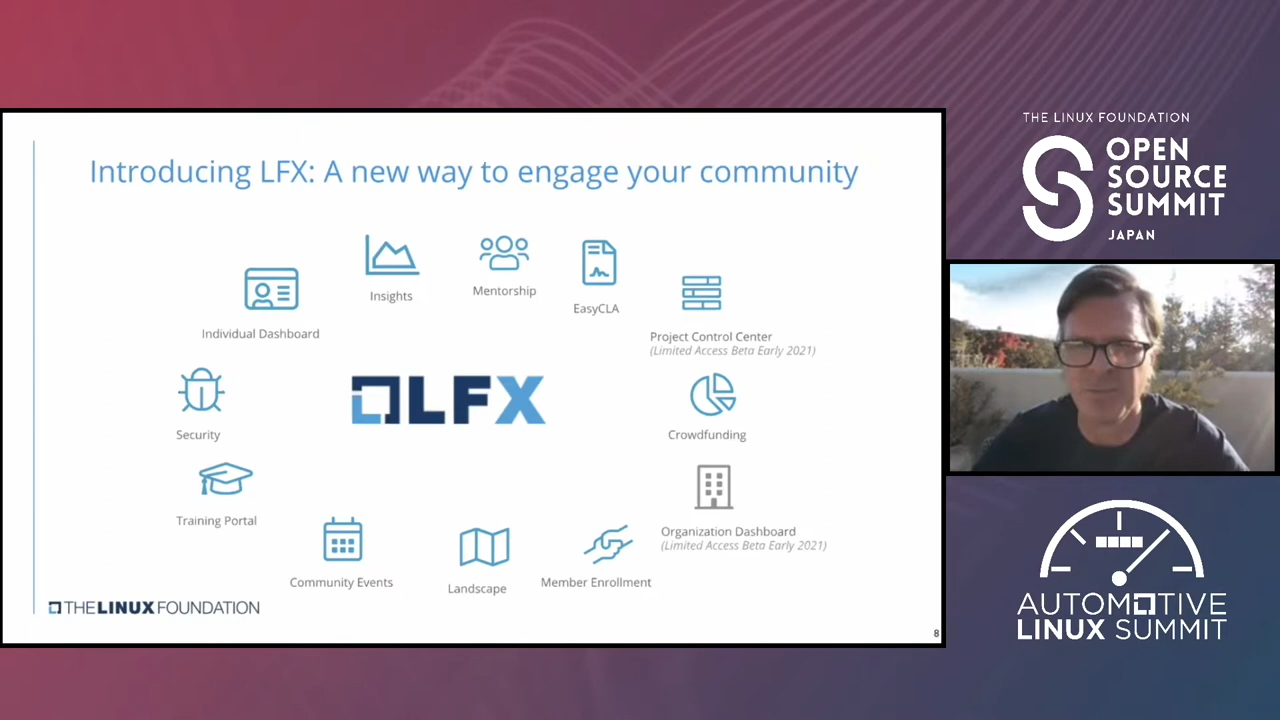 Introducing LFX: A new way to engage your community
Insights
Mentorship
EasyCLA
Individual Dashboard
Project Control Center
(Limited Access Beta Early 2021)
LFX
Security
Crowdfunding
Training Portal
Organization Dashboard
(Limited Access Beta Early 2021)
Community Events
Landscape
Member Enrollment
THE LINUX FOUNDATION
8
THE LINUX FOUNDATION
OPEN
SOURCE
SUMMIT
JAPAN
AUTOMOTIVE
LINUX SUMMIT